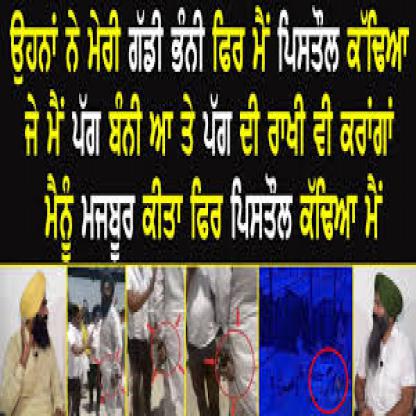 ਉਹਨਾਂ ਨੇ ਮੇਰੀ ਗੱਡੀ ਭੰਨੀ ਫਿਰ ਮੈਂ ਪਿਸਤੌਲ ਕੱਢਿਆ
ਜੇ ਮੈਂ ਪੱਗ ਬੰਨੀ ਆ ਤੇ ਪੱਗ ਦੀ ਰਾਖੀ ਵੀ ਕਰਾਂਗਾਂ
ਮੈਨੂੰ ਮਜਬੂਰ ਕੀਤਾ ਫਿਰ ਪਿਸਤੌਲ ਕੱਢਿਆ ਮੈਂ